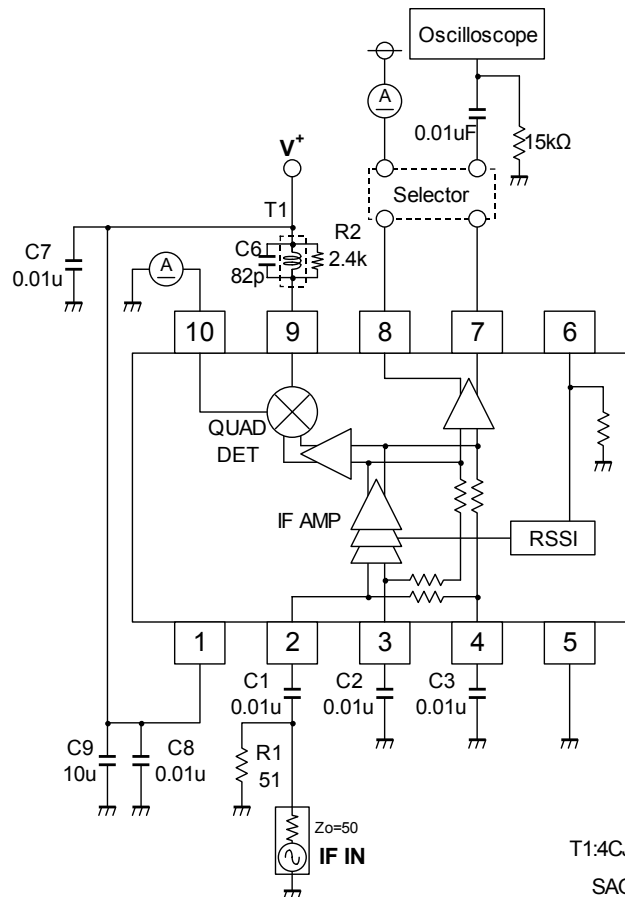 Oscilloscope
A
0.01uF
15kΩ
V+
Selector
T1
R2
2.4k
C6
82p
C7
0.01u
A
10
9
8
7
6
QUAD
DET
IF AMP
RSSI
1
2
3
4
5
C1
0.01u
C2
0.01u
C3
0.01u
C9
10u
C8
0.01u
R1
51
Zo=50
IF IN